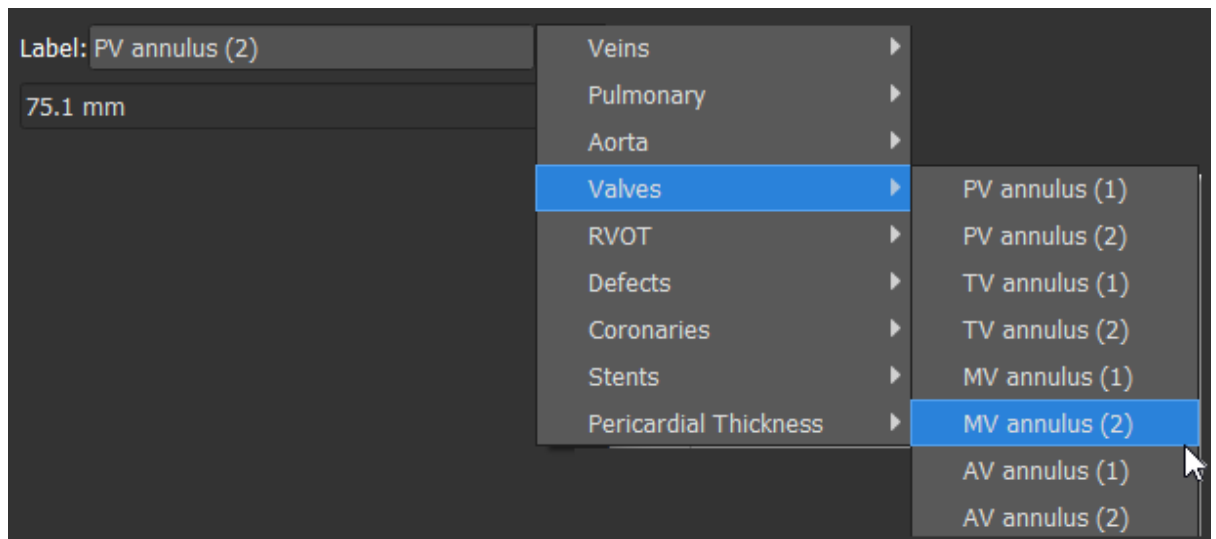 Label: PV annulus (2)
75.1 mm
Veins
Pulmonary
Aorta
Valves
RVOT
Defects
Coronaries
Stents
Pericardial Thickness
PV annulus (1)
PV annulus (2)
TV annulus (1)
TV annulus (2)
MV annulus (1)
MV annulus (2)
AV annulus (1)
AV annulus (2)